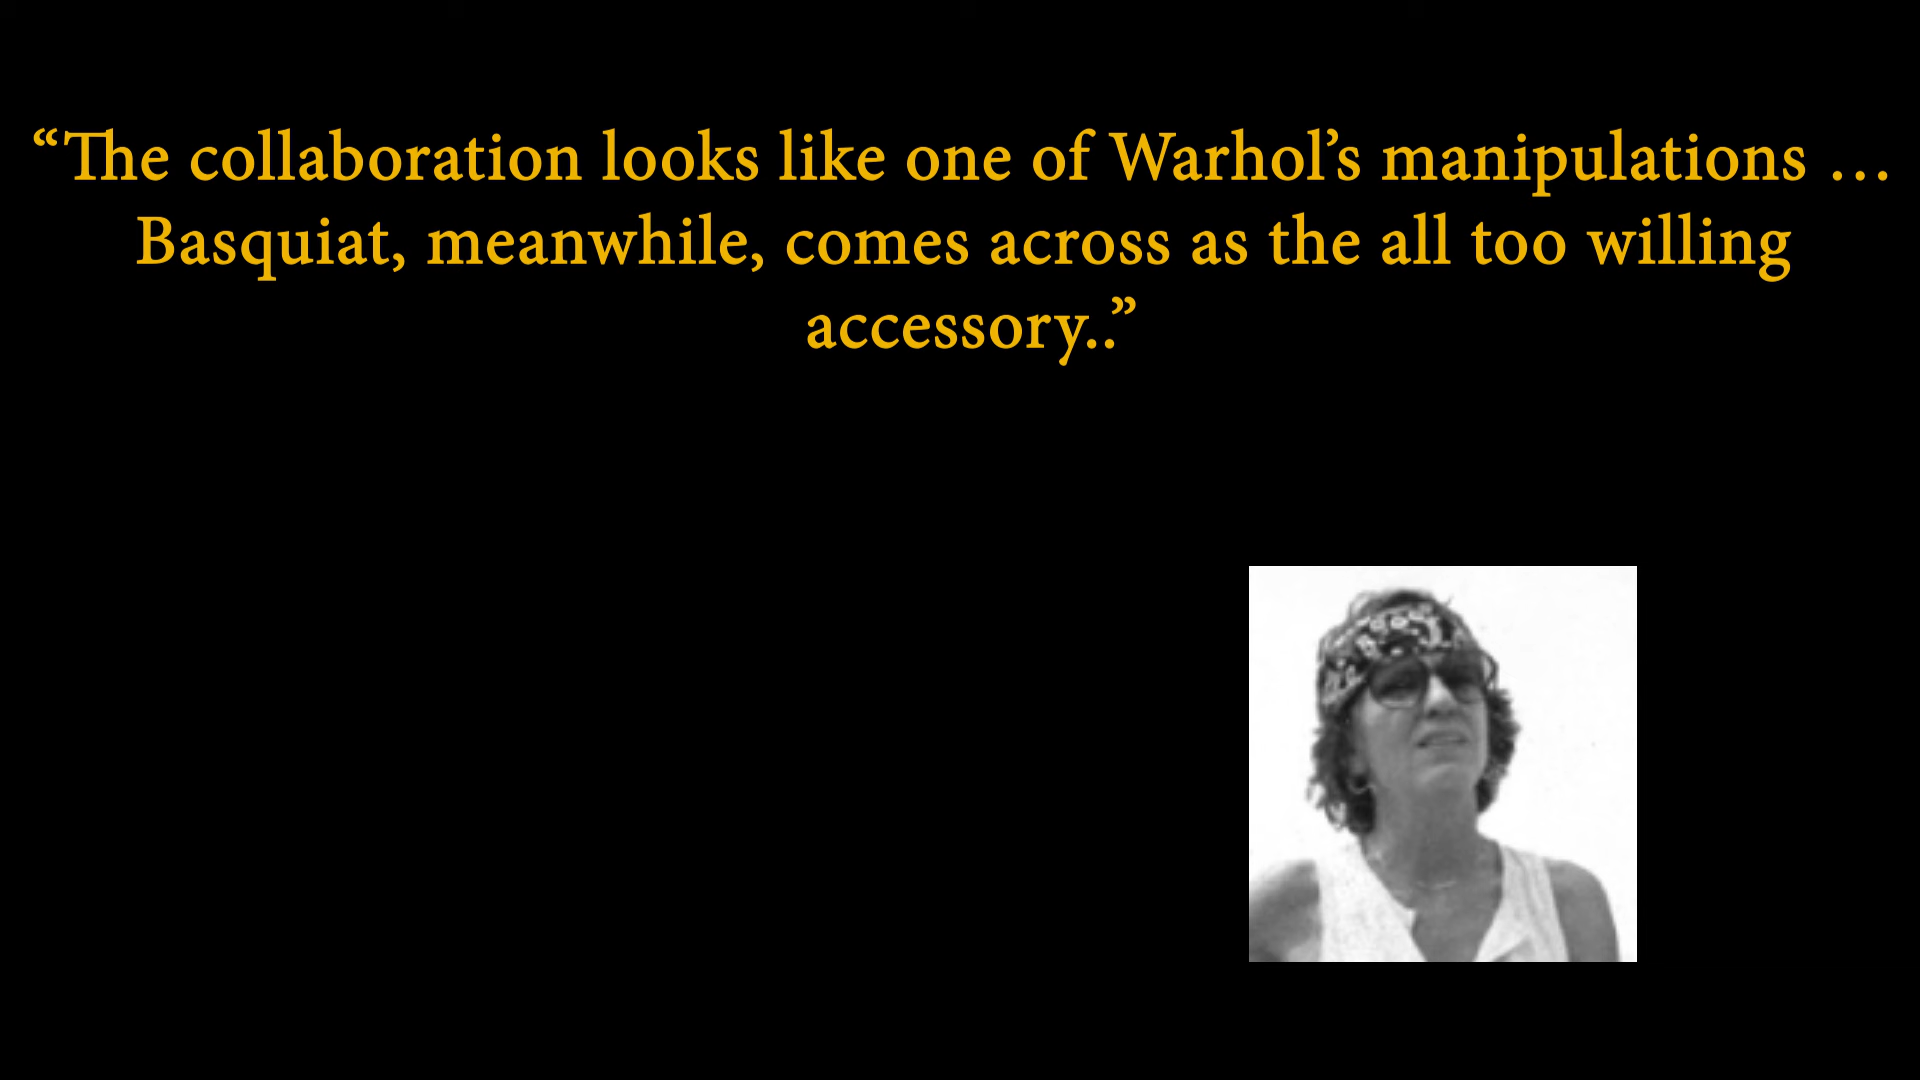 “The collaboration looks like one of Warhol’s manipulations …
Basquiat, meanwhile, comes across as the all too willing
accessory..”